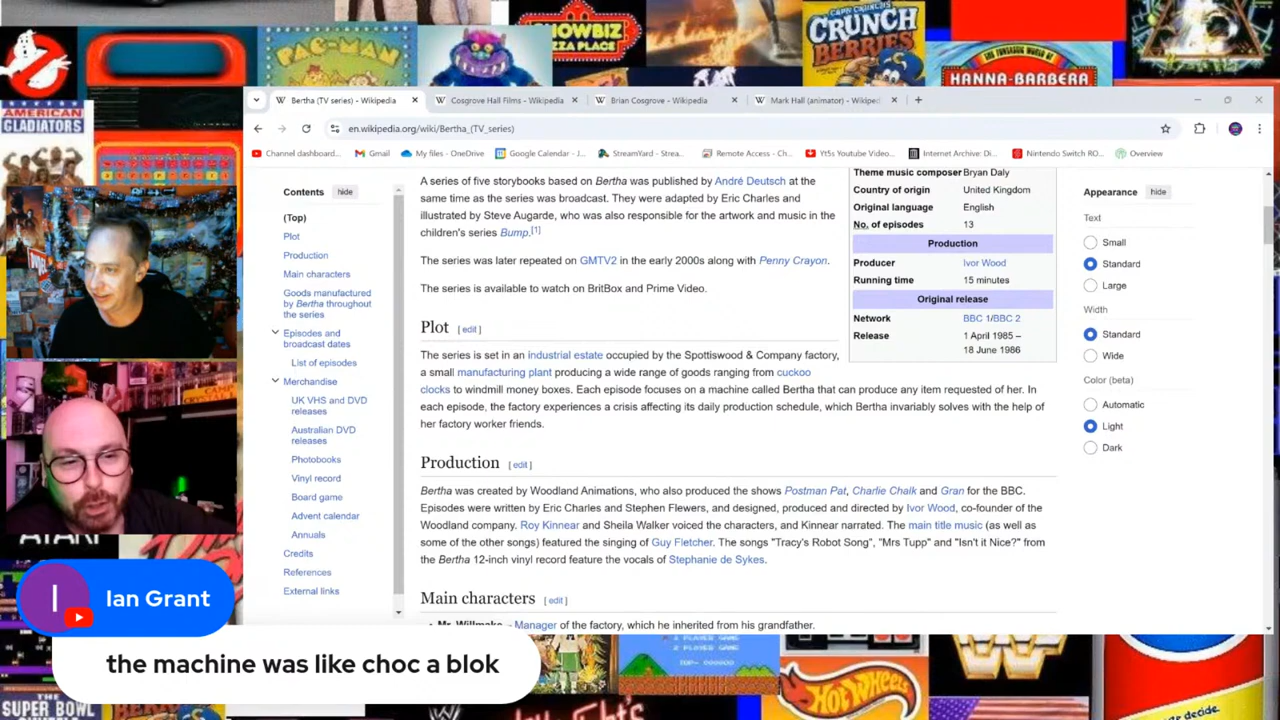 SHOWBIZ
PIZZA PLACE
CAP'N CRUNCH'S
CRUNCH
BERRIES
PAC-MAN
THE FUNTASTIC WORLD OF
HANNA-BARBERA
AMERICAN
GLADIATORS
Bertha (TV series) - Wikipedia
Cosgrove Hall Films - Wikipedia
Brian Cosgrove - Wikipedia
Mark Hall (animator) - Wikiped
en.wikipedia.org/wiki/Bertha_(TV_series)
Channel dashboard...
Gmail
My files - OneDrive
Google Calendar - J...
StreamYard - Strea...
Remote Access - Ch...
Yt5s Youtube Video...
Internet Archive: Di...
Nintendo Switch RO...
Overview
Contents hide
(Top)
Plot
Production
Main characters
Goods manufactured
by Bertha throughout
the series
Episodes and
broadcast dates
List of episodes
Merchandise
UK VHS and DVD
releases
Australian DVD
releases
Photobooks
Vinyl record
Board game
Advent calendar
Annuals
Credits
References
External links
A series of five storybooks based on Bertha was published by André Deutsch at the
same time as the series was broadcast. They were adapted by Eric Charles and
illustrated by Steve Augarde, who was also responsible for the artwork and music in the
children's series Bump.[1]
The series was later repeated on GMTV2 in the early 2000s along with Penny Crayon.
The series is available to watch on BritBox and Prime Video.
Plot [ edit ]
The series is set in an industrial estate occupied by the Spottiswood & Company factory,
a small manufacturing plant producing a wide range of goods ranging from cuckoo
clocks to windmill money boxes. Each episode focuses on a machine called Bertha that can produce any item requested of her. In
each episode, the factory experiences a crisis affecting its daily production schedule, which Bertha invariably solves with the help of
her factory worker friends.
Production [ edit ]
Bertha was created by Woodland Animations, who also produced the shows Postman Pat, Charlie Chalk and Gran for the BBC.
Episodes were written by Eric Charles and Stephen Flewers, and designed, produced and directed by Ivor Wood, co-founder of the
Woodland company. Roy Kinnear and Sheila Walker voiced the characters, and Kinnear narrated. The main title music (as well as
some of the other songs) featured the singing of Guy Fletcher. The songs "Tracy's Robot Song", "Mrs Tupp" and "Isn't it Nice?" from
the Bertha 12-inch vinyl record feature the vocals of Stephanie de Sykes.
Main characters [ edit ]
Mr. Willmake - Manager of the factory, which he inherited from his grandfather.
Theme music composer Bryan Daly
Country of origin United Kingdom
Original language English
No. of episodes 13
Production
Producer Ivor Wood
Running time 15 minutes
Original release
Network BBC 1/BBC 2
Release 1 April 1985 –
18 June 1986
Appearance hide
Text
Small
Standard
Large
Width
Standard
Wide
Color (beta)
Automatic
Light
Dark
ATARI
I
Ian Grant
the machine was like choc a blok
THE
SUPER BOWL
HOT WHEELS